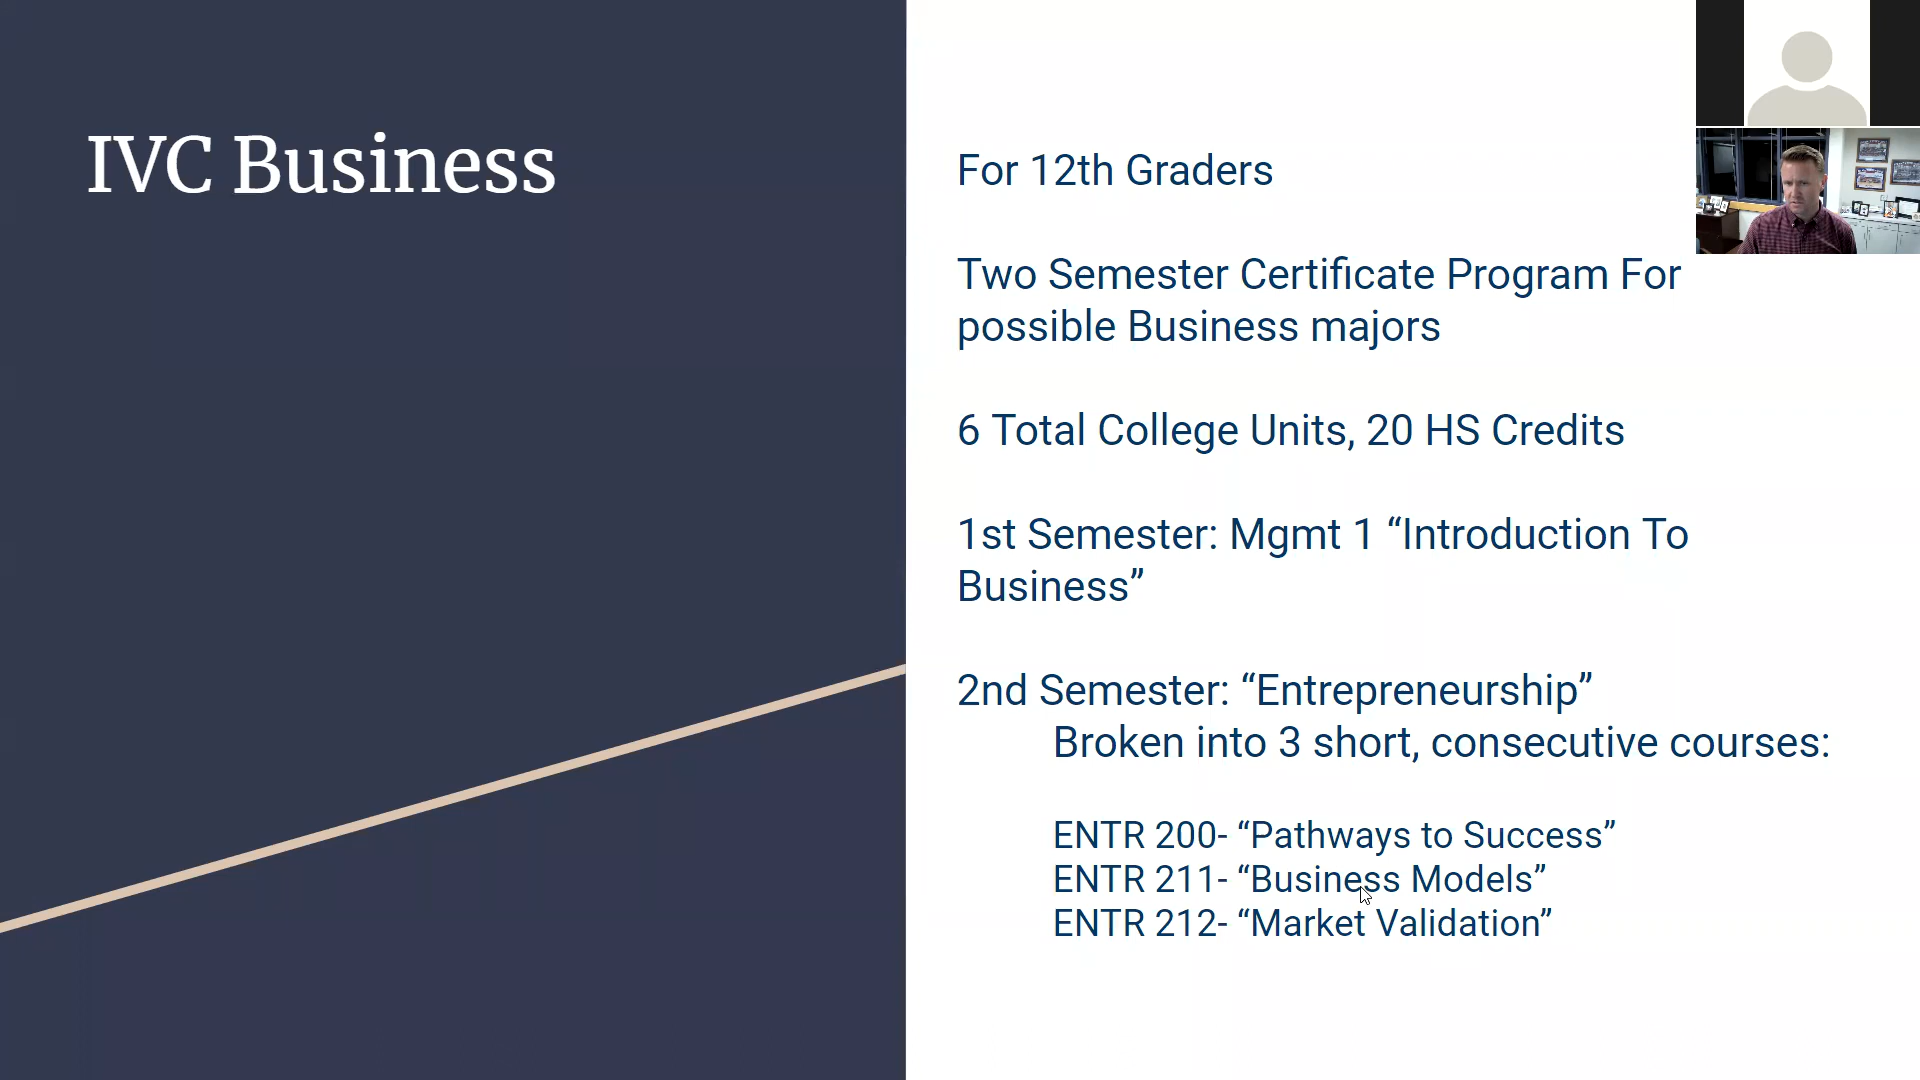 IVC Business
For 12th Graders
Two Semester Certificate Program For
possible Business majors
6 Total College Units, 20 HS Credits
1st Semester: Mgmt 1 “Introduction To
Business”
2nd Semester: “Entrepreneurship”
Broken into 3 short, consecutive courses:
ENTR 200- “Pathways to Success”
ENTR 211- “Business Models”
ENTR 212- “Market Validation”